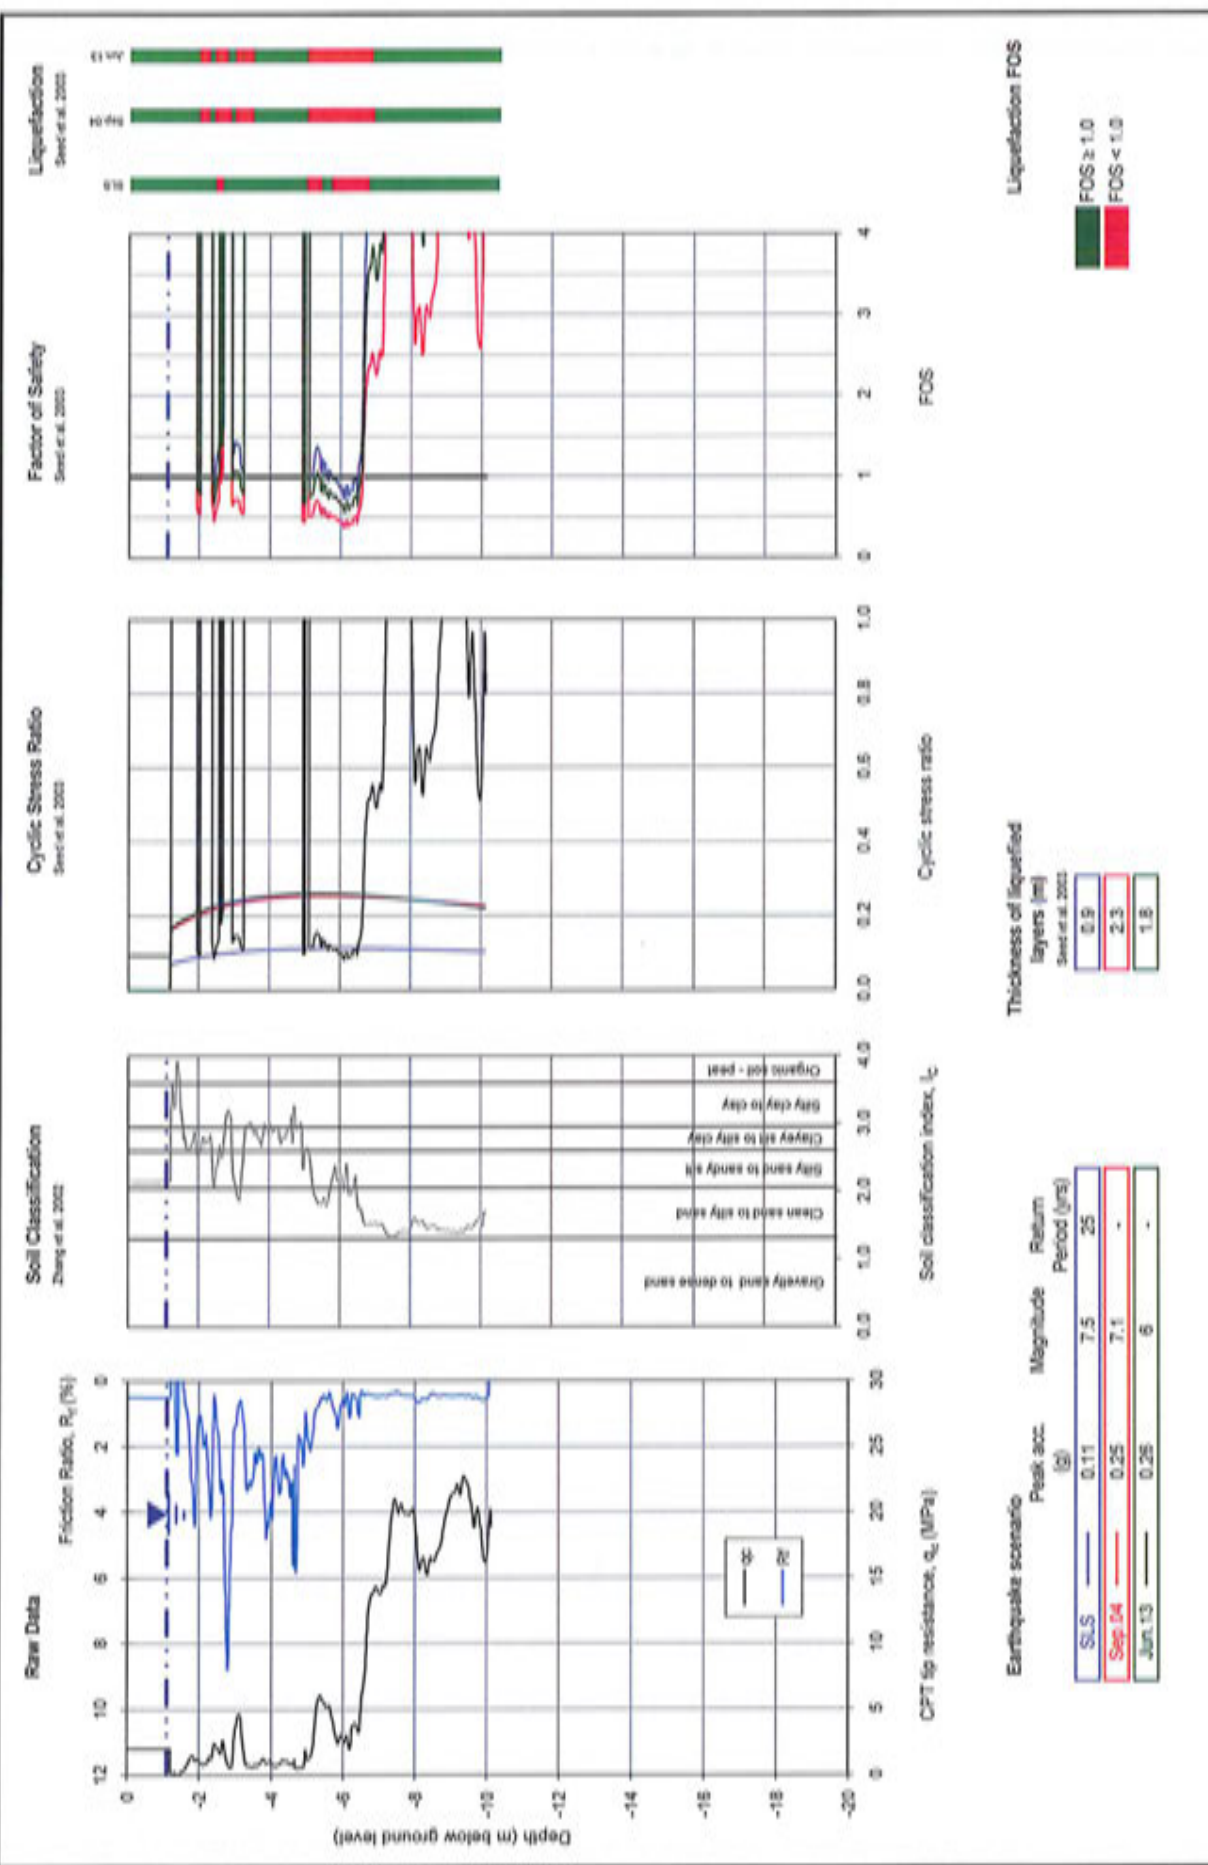 Raw Data
Friction Ratio, Rf (%)
0
2
4
6
8
10
12
0
-2
-4
-6
-8
-10
-12
-14
-16
-18
-20
Depth (m below ground level)
qc
Rf
0
5
10
15
20
25
30
CPT tip resistance, qc (MPa)
Soil Classification
Zhang et al. 2002
Gravelly sand to dense sand
Clean sand to silty sand
Silty sand to sandy silt
Clayey silt to silty clay
Silty clay to clay
Organic soil - peat
0.0
1.0
2.0
3.0
4.0
Soil classification index, Ic
Cyclic Stress Ratio
Seed et al. 2003
0.0
0.2
0.4
0.6
0.8
1.0
Cyclic stress ratio
Factor of Safety
Seed et al. 2003
0
1
2
3
4
FOS
Liquefaction
Seed et al. 2003
SLS
Sep 04
Jun 13
Earthquake scenario
Peak acc. (g)
Magnitude
Return Period (yrs)
SLS 0.11 7.5 25
Sep.04 0.25 7.1 -
Jun.13 0.26 6 -
Thickness of liquefied
layers (m)
Seed et al. 2003
0.9
2.3
1.8
Liquefaction FOS
FOS ≥ 1.0
FOS < 1.0